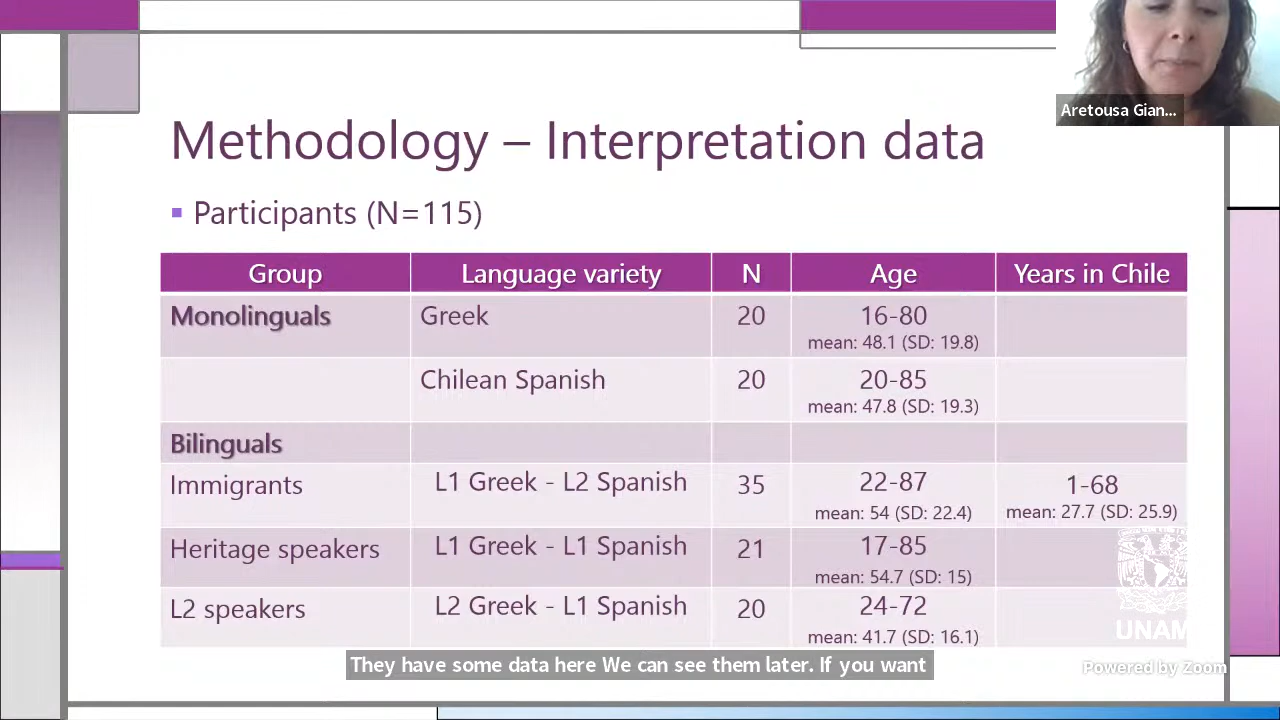 Aretousa Gian...
Methodology – Interpretation data
Participants (N=115)
Group Language variety N Age Years in Chile
Monolinguals Greek 20 16-80
mean: 48.1 (SD: 19.8)
Chilean Spanish 20 20-85
mean: 47.8 (SD: 19.3)
Bilinguals
Immigrants L1 Greek - L2 Spanish 35 22-87 1-68
mean: 54 (SD: 22.4) mean: 27.7 (SD: 25.9)
Heritage speakers L1 Greek - L1 Spanish 21 17-85
mean: 54.7 (SD: 15)
L2 speakers L2 Greek - L1 Spanish 20 24-72
mean: 41.7 (SD: 16.1)
UNAM
They have some data here We can see them later. If you want
Powered by Zoom